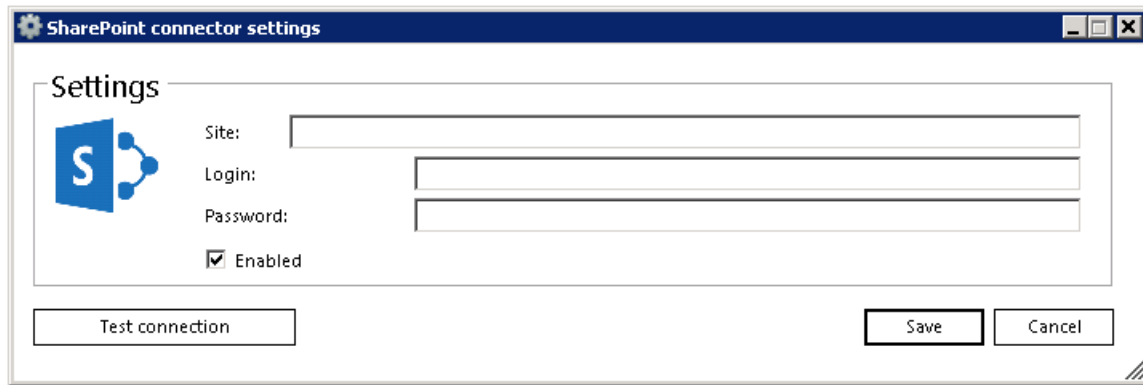 SharePoint connector settings
Settings
S
Site:
Login:
Password:
Enabled
Test connection
Save
Cancel